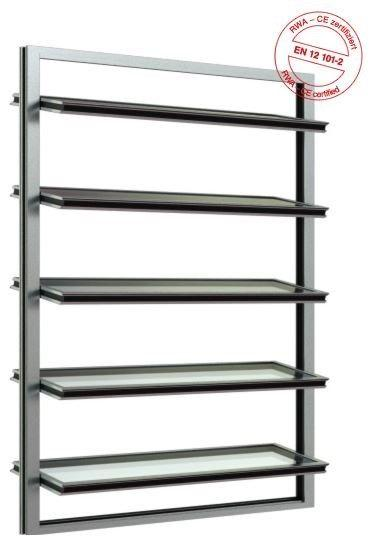 RWA – CE zertifiziert
EN 12 101-2
RWA – CE certified